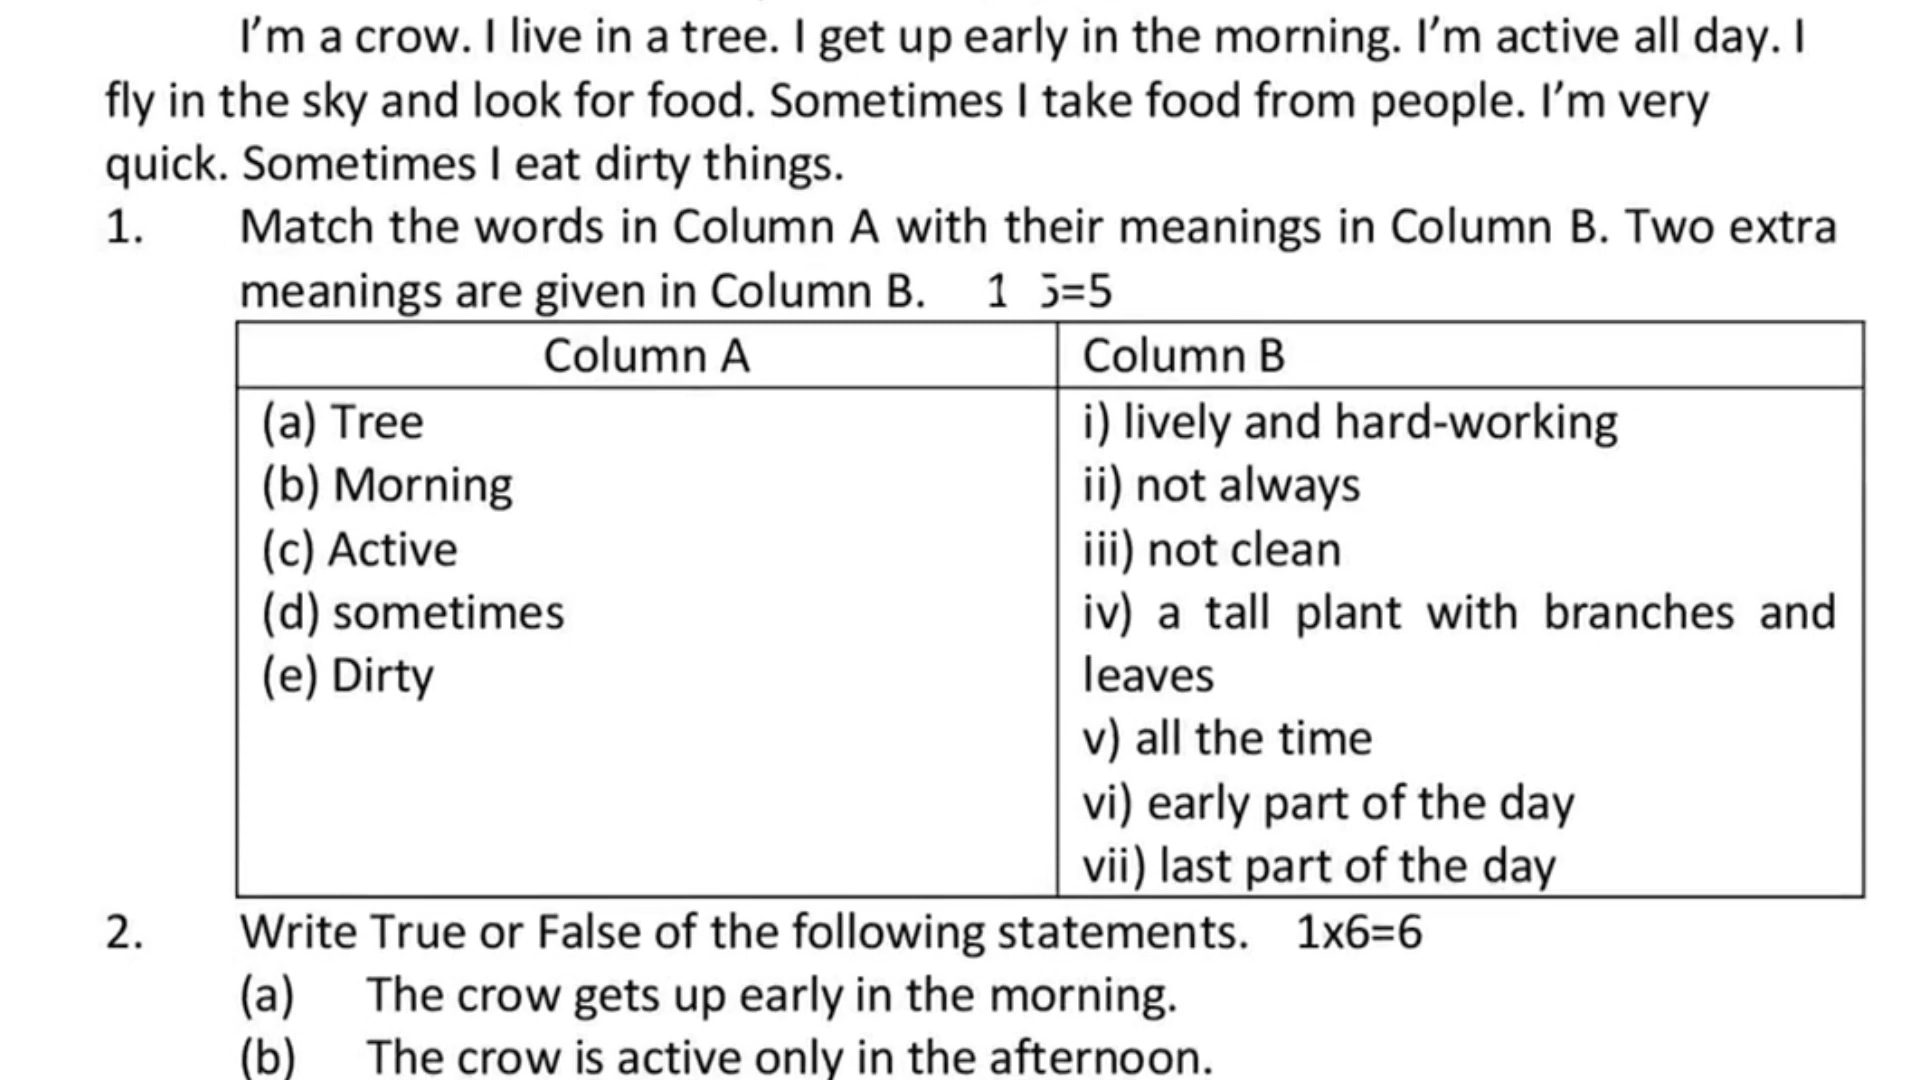 I'm a crow. I live in a tree. I get up early in the morning. I'm active all day. I
fly in the sky and look for food. Sometimes I take food from people. I'm very
quick. Sometimes I eat dirty things.
1. Match the words in Column A with their meanings in Column B. Two extra
meanings are given in Column B. 1 5=5
Column A Column B
(a) Tree i) lively and hard-working
(b) Morning ii) not always
(c) Active iii) not clean
(d) sometimes iv) a tall plant with branches and
(e) Dirty leaves
v) all the time
vi) early part of the day
vii) last part of the day
2. Write True or False of the following statements. 1x6=6
(a) The crow gets up early in the morning.
(b) The crow is active only in the afternoon.